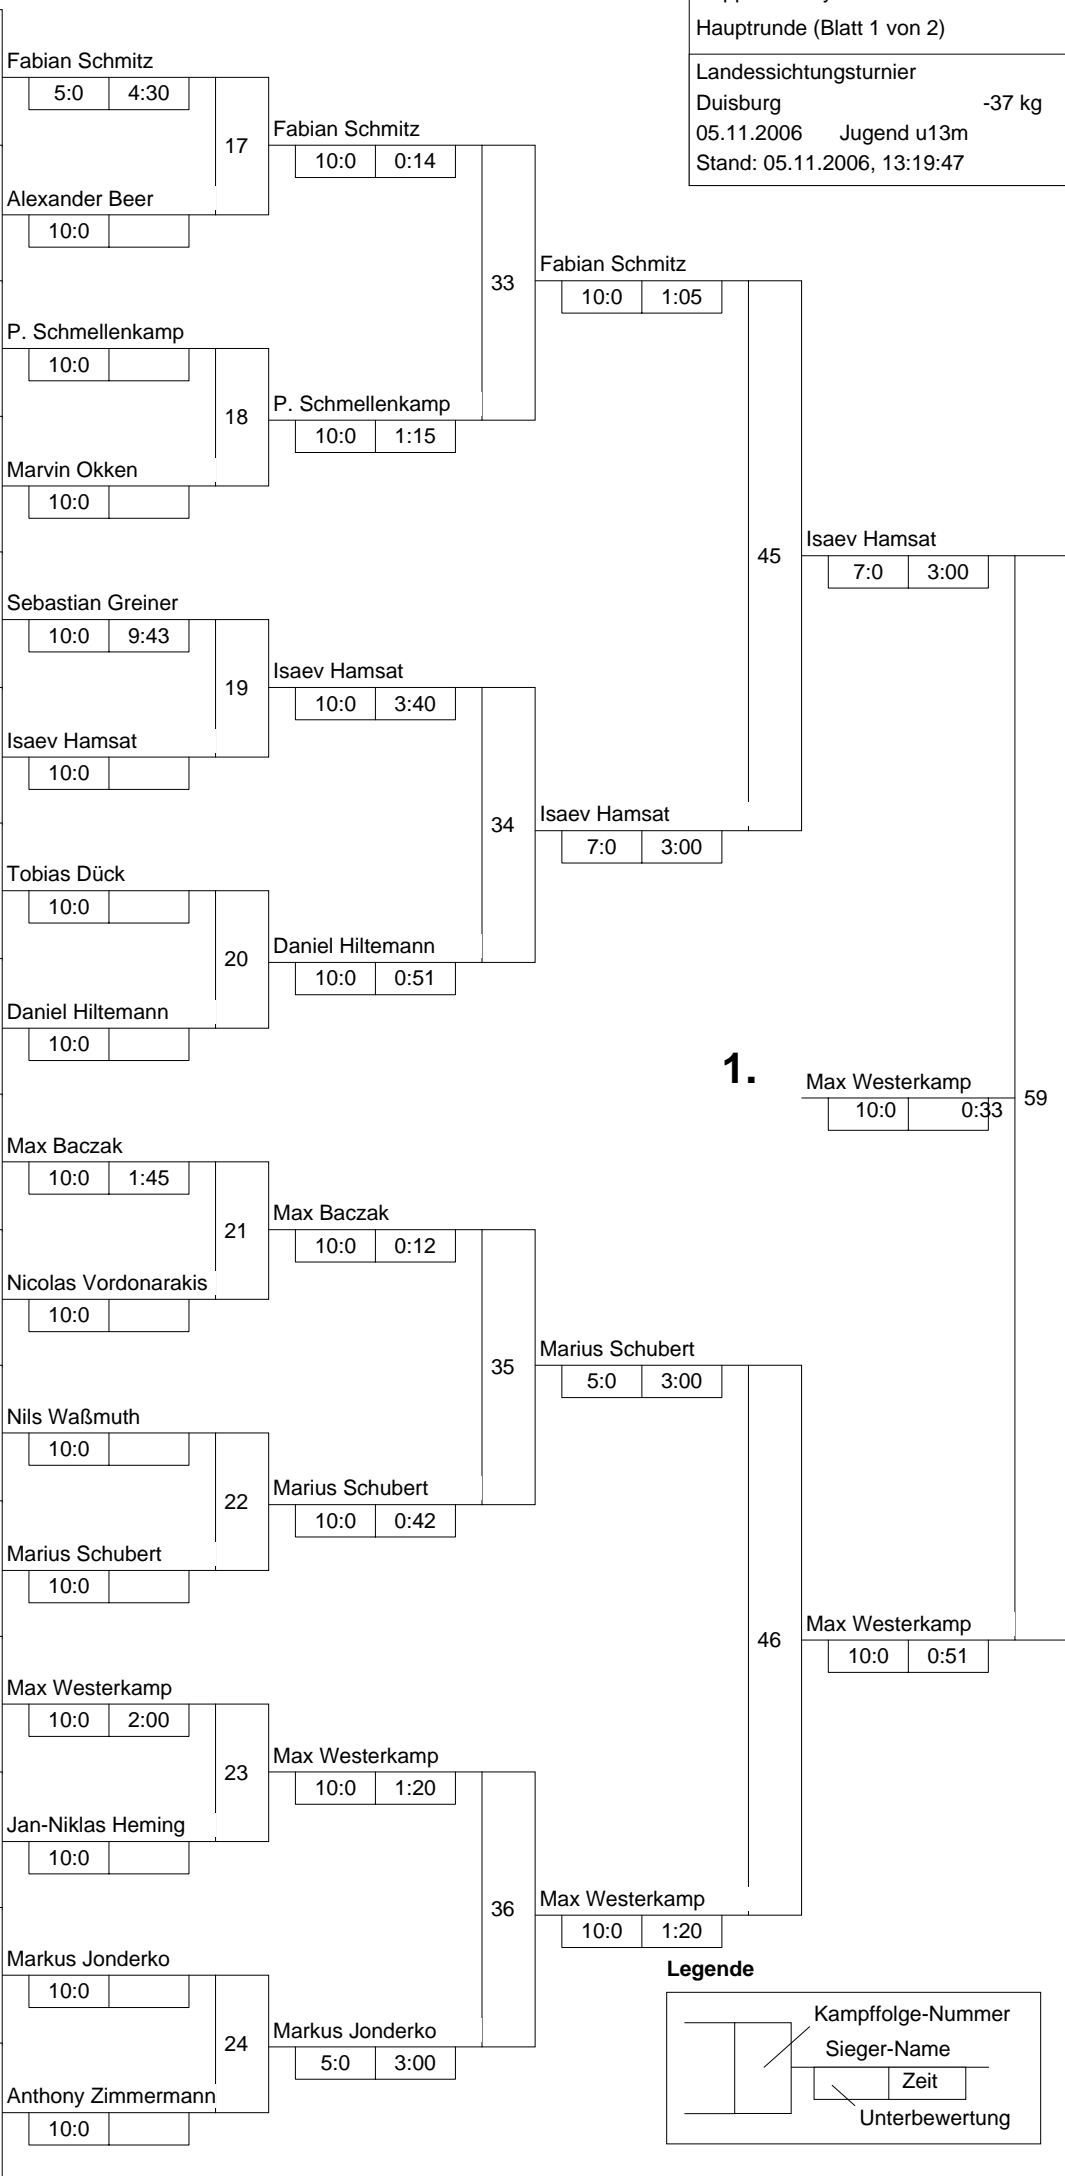 Hauptrunde (Blatt 1 von 2)
Landessichtungsturnier
Duisburg -37 kg
05.11.2006 Jugend u13m
Stand: 05.11.2006, 13:19:47
Fabian Schmitz
5:0 4:30
17
Alexander Beer
10:0
P. Schmellenkamp
10:0
18
Marvin Okken
10:0
Sebastian Greiner
10:0 9:43
19
Isaev Hamsat
10:0
Tobias Dück
10:0
20
Daniel Hiltemann
10:0
Max Baczak
10:0 1:45
21
Nicolas Vordonarakis
10:0
Nils Waßmuth
10:0
22
Marius Schubert
10:0
Max Westerkamp
10:0 2:00
23
Jan-Niklas Heming
10:0
Markus Jonderko
10:0
24
Anthony Zimmermann
10:0
Fabian Schmitz
10:0 0:14
33
P. Schmellenkamp
10:0 1:15
Isaev Hamsat
10:0 3:40
34
Daniel Hiltemann
10:0 0:51
Max Baczak
10:0 0:12
35
Marius Schubert
10:0 0:42
Max Westerkamp
10:0 1:20
36
Markus Jonderko
5:0 3:00
Fabian Schmitz
10:0 1:05
45
Isaev Hamsat
7:0 3:00
Marius Schubert
5:0 3:00
46
Max Westerkamp
10:0 1:20
Isaev Hamsat
7:0 3:00
1. Max Westerkamp
10:0 0:33
59
Max Westerkamp
10:0 0:51
Legende
Kampffolge-Nummer
Sieger-Name
Zeit
Unterbewertung